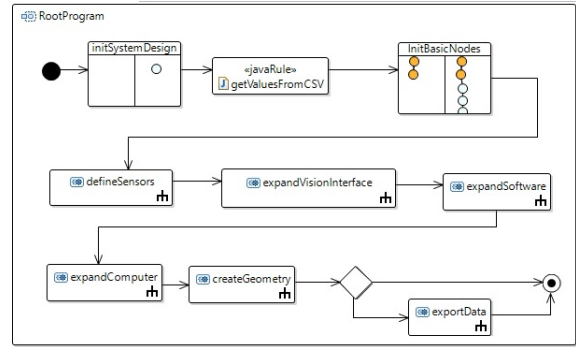 RootProgram
initSystemDesign
«javaRule»
getValuesFromCSV
InitBasicNodes
defineSensors
expandVisionInterface
expandSoftware
expandComputer
createGeometry
exportData